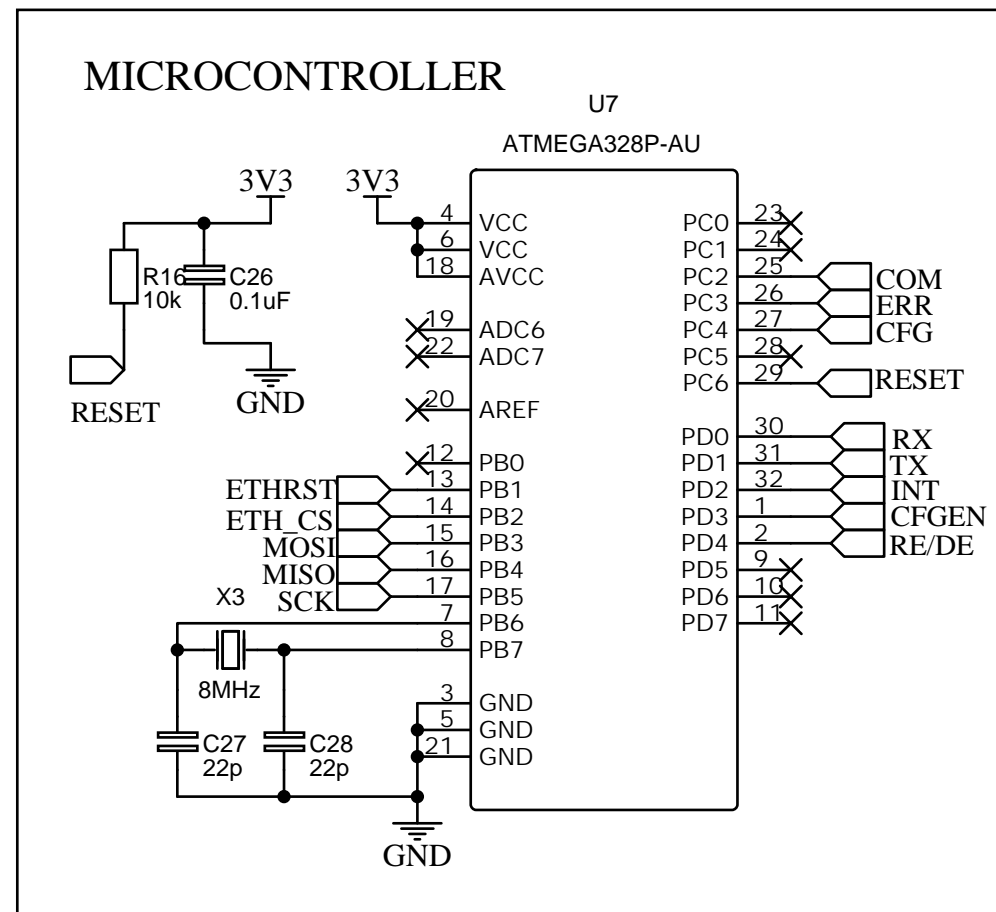 MICROCONTROLLER
U7
ATMEGA328P-AU
3V3
3V3
R16
10k
C26
0.1uF
RESET
GND
4 VCC
6 VCC
18 AVCC
19 ADC6
22 ADC7
20 AREF
12 PB0
ETHRST 13 PB1
ETH_CS 14 PB2
MOSI 15 PB3
MISO 16 PB4
SCK 17 PB5
7 PB6
8 PB7
X3
8MHz
3 GND
5 GND
21 GND
C27
22p
C28
22p
GND
PC0 23
PC1 24
PC2 25 COM
PC3 26 ERR
PC4 27 CFG
PC5 28
PC6 29 RESET
PD0 30 RX
PD1 31 TX
PD2 32 INT
PD3 1 CFGEN
PD4 2 RE/DE
PD5 9
PD6 10
PD7 11